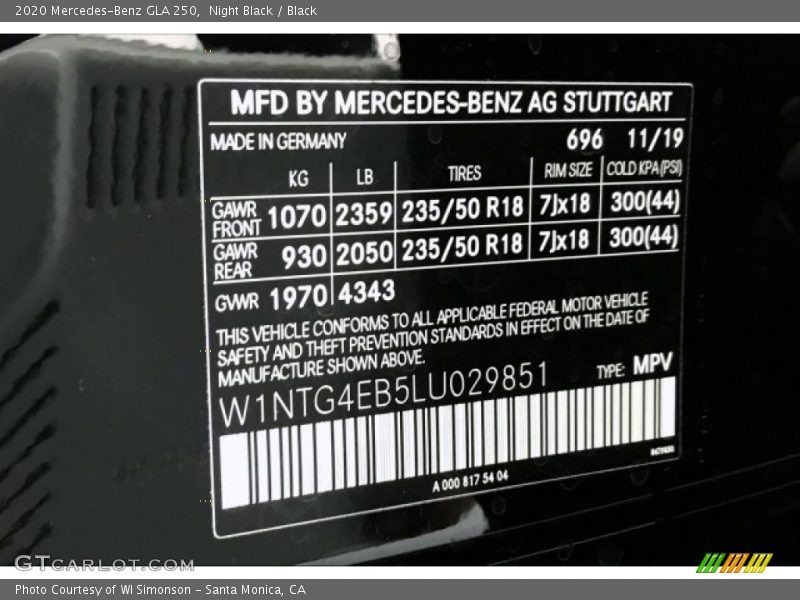 2020 Mercedes-Benz GLA 250,  Night Black / Black
MFD BY MERCEDES-BENZ AG STUTTGART
MADE IN GERMANY 696 11/19
KG LB TIRES RIM SIZE COLD KPA(PSI)
GAWR FRONT 1070 2359 235/50 R18 7Jx18 300(44)
GAWR REAR 930 2050 235/50 R18 7Jx18 300(44)
GVWR 1970 4343
THIS VEHICLE CONFORMS TO ALL APPLICABLE FEDERAL MOTOR VEHICLE
SAFETY AND THEFT PREVENTION STANDARDS IN EFFECT ON THE DATE OF
MANUFACTURE SHOWN ABOVE.
W1NTG4EB5LU029851 TYPE: MPV
A 000 817 54 04
GTCARLOT.COM
Photo Courtesy of WI Simonson - Santa Monica, CA